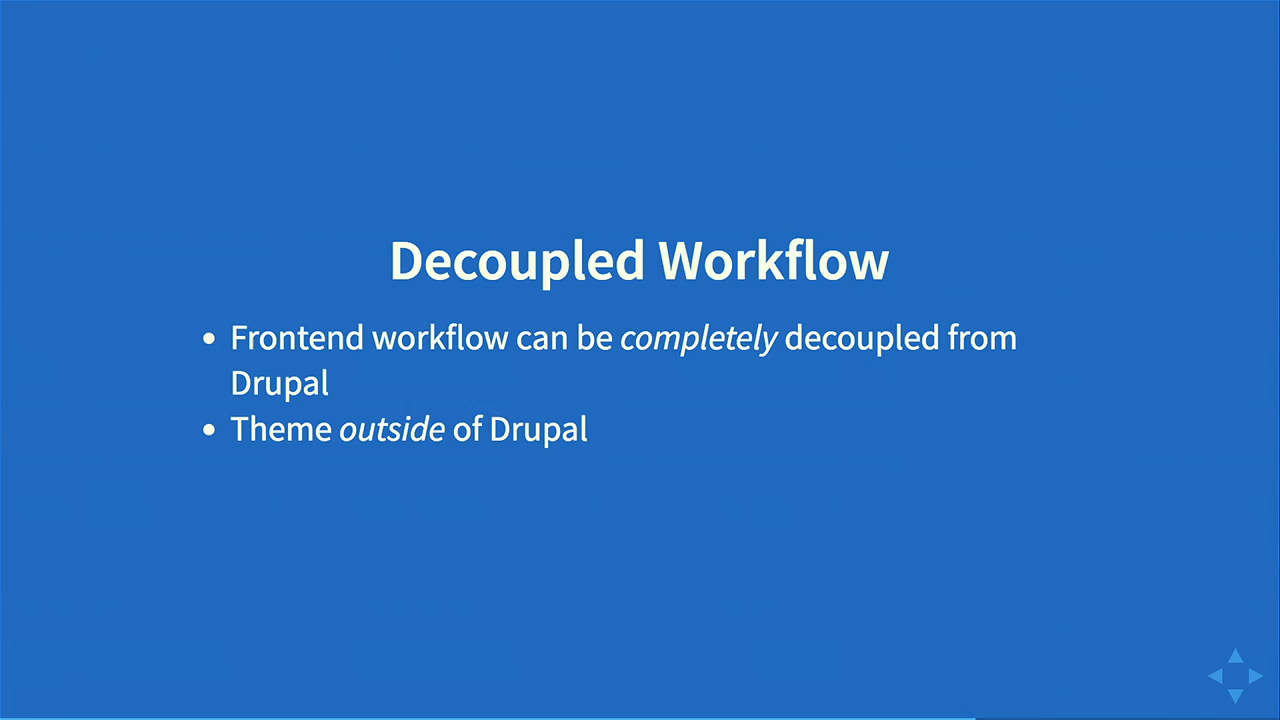 Decoupled Workflow
• Frontend workflow can be completely decoupled from
Drupal
• Theme outside of Drupal